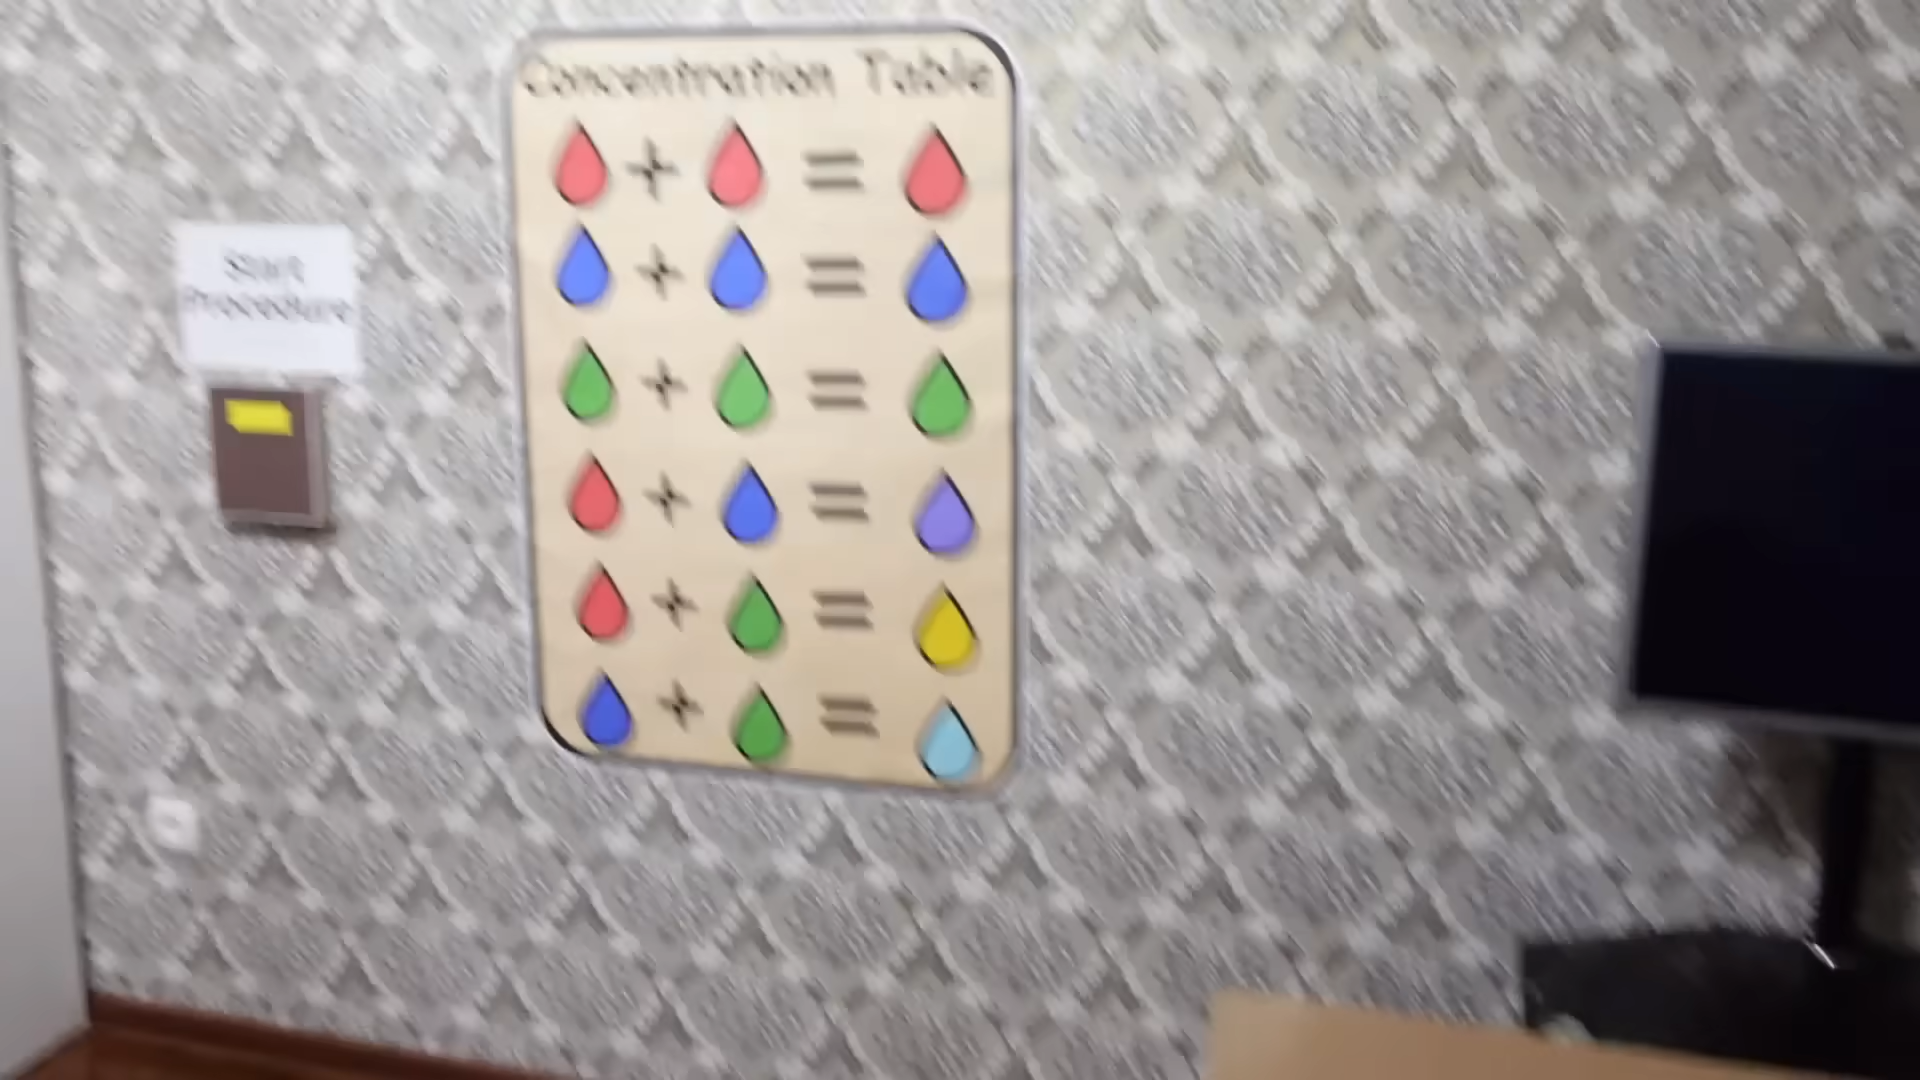 Start
Procedure
Concentration Table
+ =
+ =
+ =
+ =
+ =
+ =